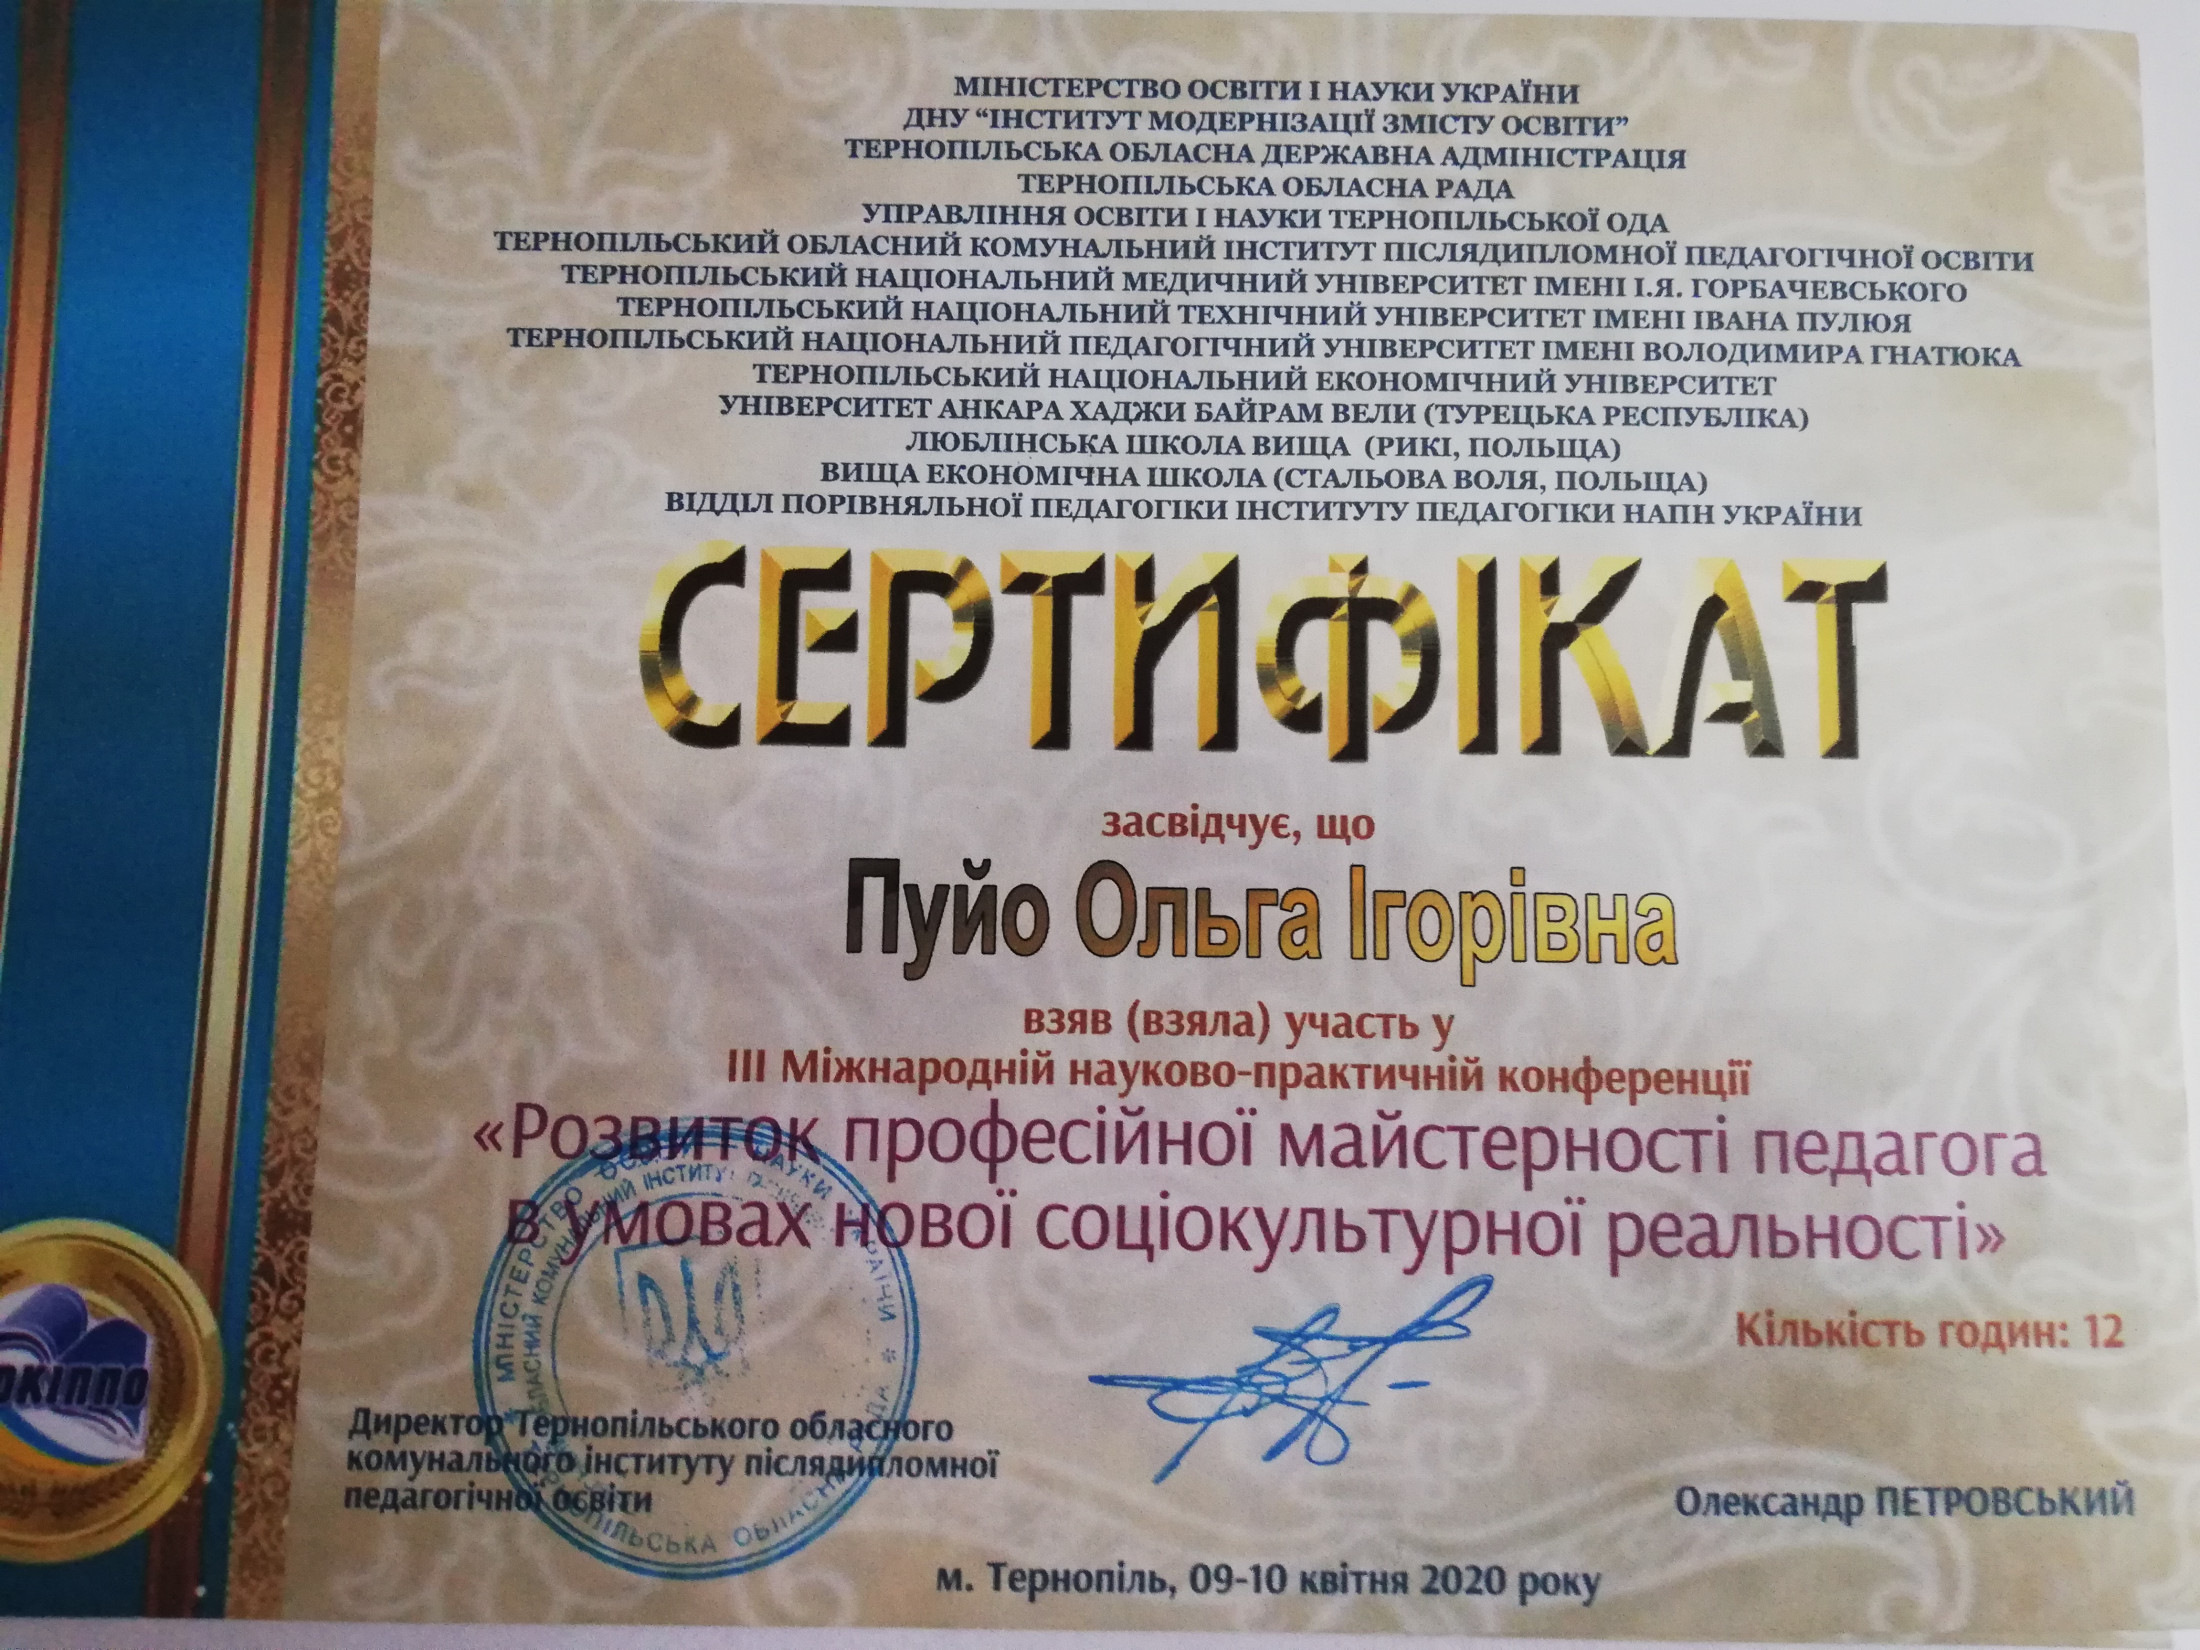 МІНІСТЕРСТВО ОСВІТИ І НАУКИ УКРАЇНИ
ДНУ “ІНСТИТУТ МОДЕРНІЗАЦІЇ ЗМІСТУ ОСВІТИ”
ТЕРНОПІЛЬСЬКА ОБЛАСНА ДЕРЖАВНА АДМІНІСТРАЦІЯ
ТЕРНОПІЛЬСЬКА ОБЛАСНА РАДА
УПРАВЛІННЯ ОСВІТИ І НАУКИ ТЕРНОПІЛЬСЬКОЇ ОДА
ТЕРНОПІЛЬСЬКИЙ ОБЛАСНИЙ КОМУНАЛЬНИЙ ІНСТИТУТ ПІСЛЯДИПЛОМНОЇ ПЕДАГОГІЧНОЇ ОСВІТИ
ТЕРНОПІЛЬСЬКИЙ НАЦІОНАЛЬНИЙ МЕДИЧНИЙ УНІВЕРСИТЕТ ІМЕНІ І.Я. ГОРБАЧЕВСЬКОГО
ТЕРНОПІЛЬСЬКИЙ НАЦІОНАЛЬНИЙ ТЕХНІЧНИЙ УНІВЕРСИТЕТ ІМЕНІ ІВАНА ПУЛЮЯ
ТЕРНОПІЛЬСЬКИЙ НАЦІОНАЛЬНИЙ ПЕДАГОГІЧНИЙ УНІВЕРСИТЕТ ІМЕНІ ВОЛОДИМИРА ГНАТЮКА
ТЕРНОПІЛЬСЬКИЙ НАЦІОНАЛЬНИЙ ЕКОНОМІЧНИЙ УНІВЕРСИТЕТ
УНІВЕРСИТЕТ АНКАРА ХАДЖИ БАЙРАМ ВЕЛИ (ТУРЕЦЬКА РЕСПУБЛІКА)
ЛЮБЛІНСЬКА ШКОЛА ВИЩА (РИКІ, ПОЛЬЩА)
ВИЩА ЕКОНОМІЧНА ШКОЛА (СТАЛЬОВА ВОЛЯ, ПОЛЬЩА)
ВІДДІЛ ПОРІВНЯЛЬНОЇ ПЕДАГОГІКИ ІНСТИТУТУ ПЕДАГОГІКИ НАПН УКРАЇНИ
СЕРТИФІКАТ
засвідчує, що
Пуйо Ольга Ігорівна
взяв (взяла) участь у
ІІІ Міжнародній науково-практичній конференції
«Розвиток професійної майстерності педагога
в умовах нової соціокультурної реальності»
Кількість годин: 12
Директор Тернопільського обласного
комунального інституту післядипломної
педагогічної освіти
Олександр ПЕТРОВСЬКИЙ
м. Тернопіль, 09-10 квітня 2020 року